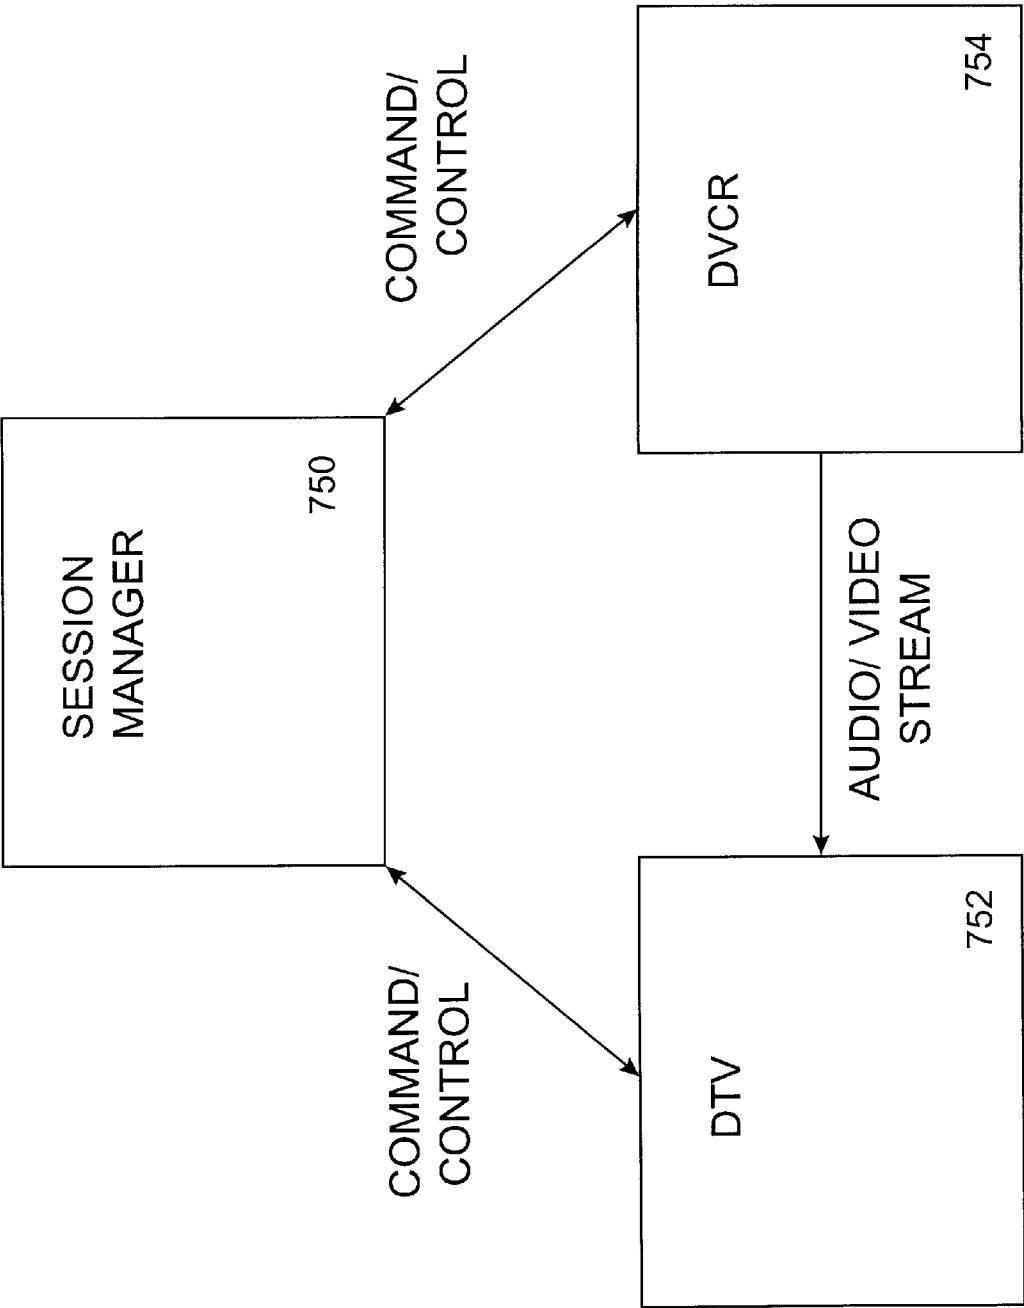 SESSION
MANAGER
750
COMMAND/
CONTROL
COMMAND/
CONTROL
DTV
752
AUDIO/ VIDEO
STREAM
DVCR
754